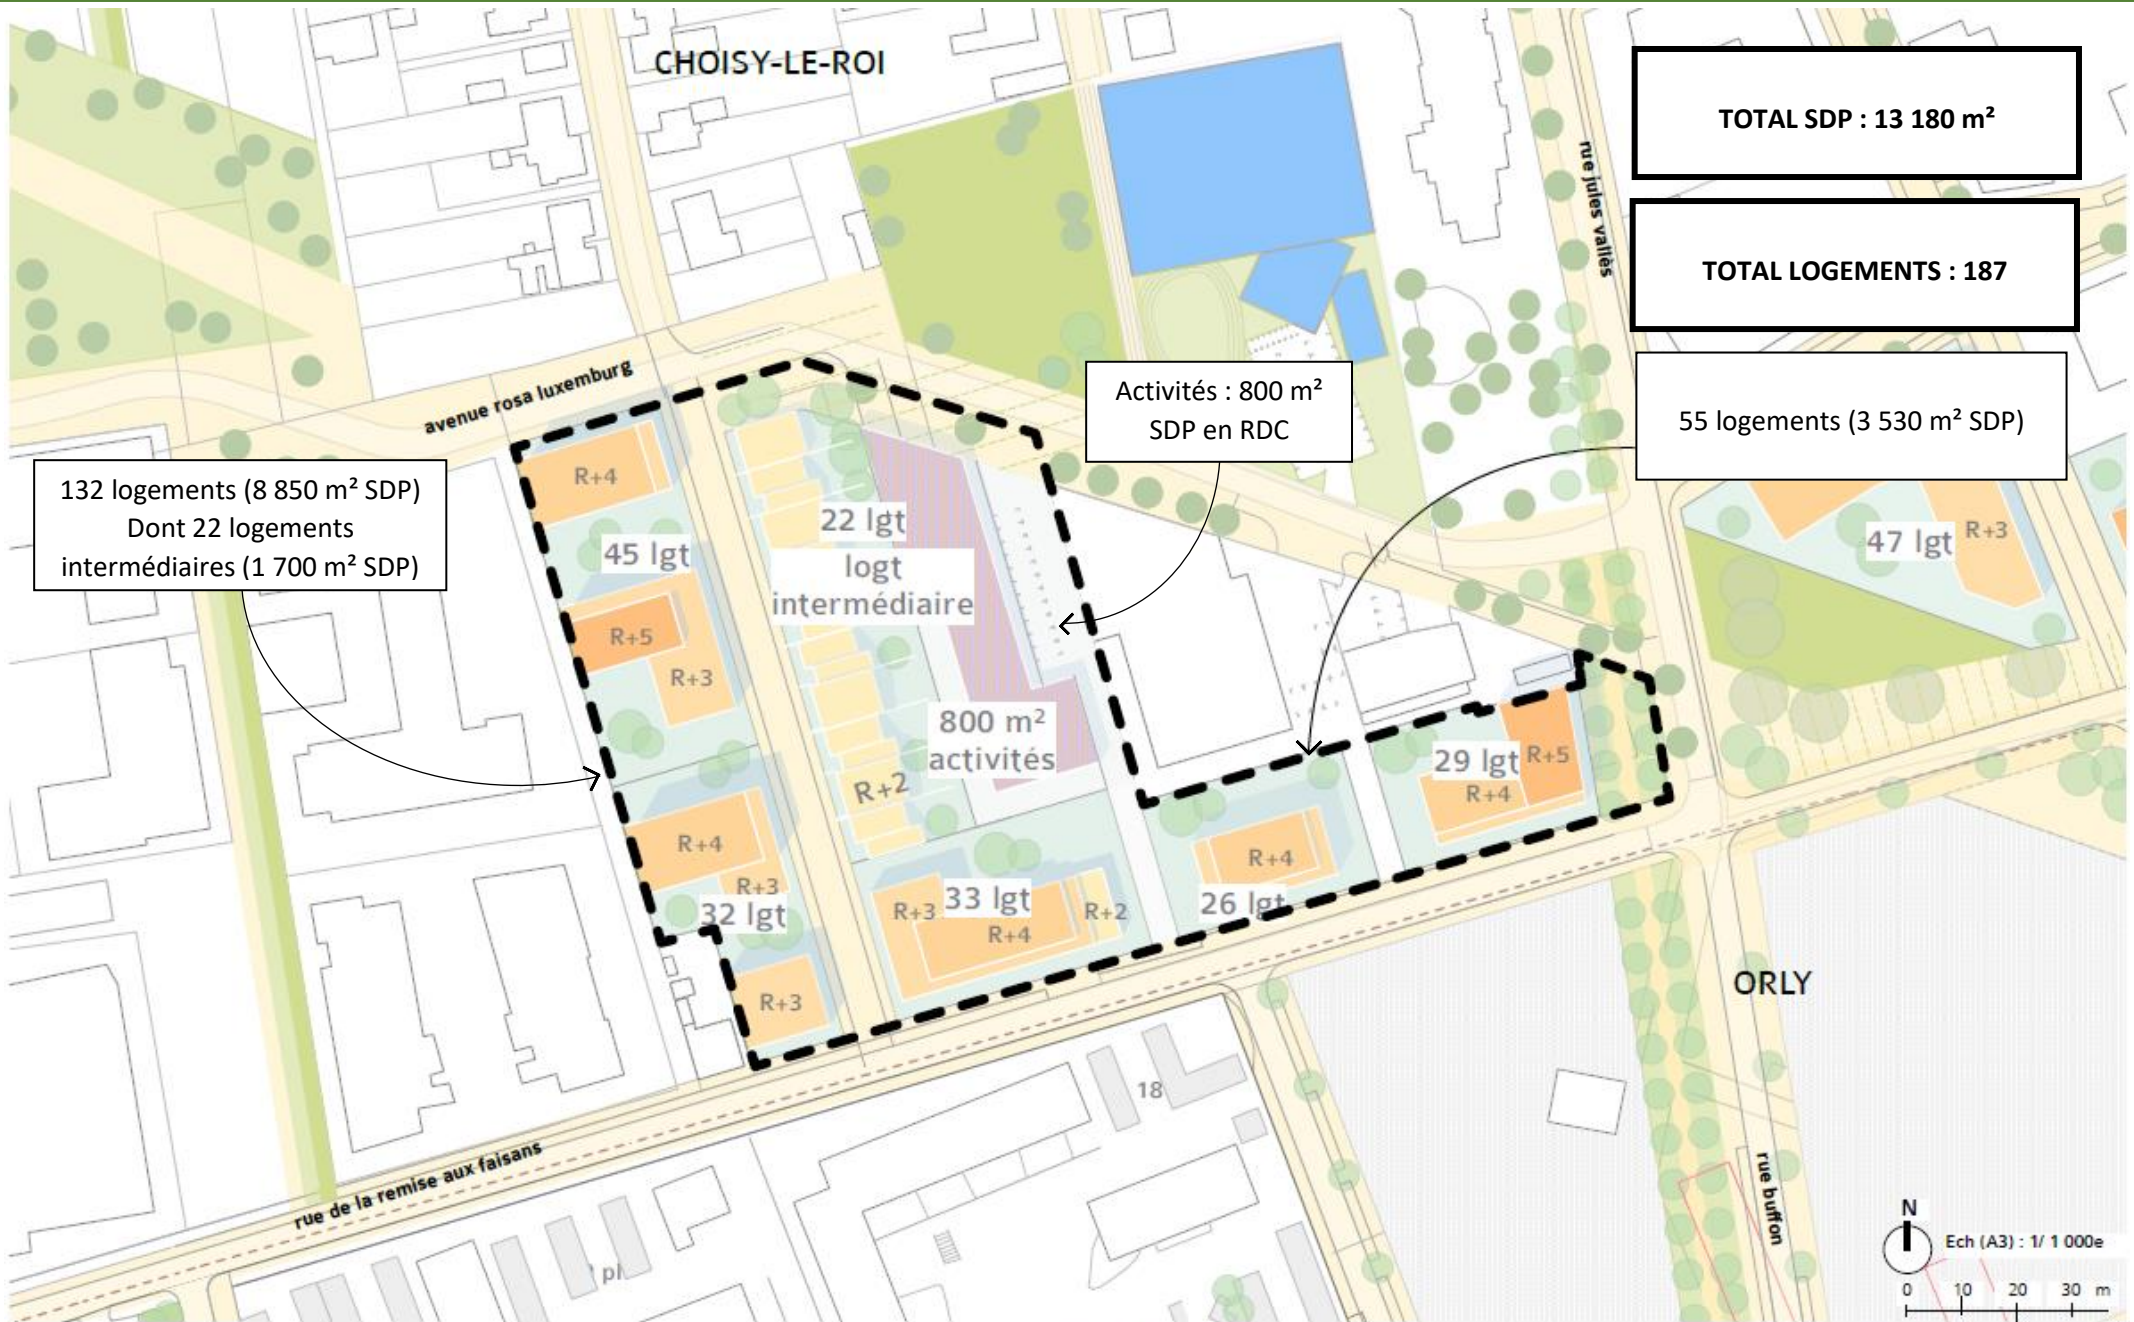 CHOISY-LE-ROI
TOTAL SDP : 13 180 m²
rue jules vallès
TOTAL LOGEMENTS : 187
avenue rosa luxemburg
Activités : 800 m²
SDP en RDC
55 logements (3 530 m² SDP)
132 logements (8 850 m² SDP)
Dont 22 logements
intermédiaires (1 700 m² SDP)
R+4
45 lgt
R+5
R+3
22 lgt
logt
intermédiaire
47 lgt
R+3
800 m²
activités
R+2
29 lgt
R+5
R+4
R+4
R+3
32 lgt
R+3
R+3
33 lgt
R+4
R+2
R+4
26 lgt
ORLY
18
rue de la remise aux faisans
rue buffon
N
Ech (A3) : 1/ 1 000e
0 10 20 30 m